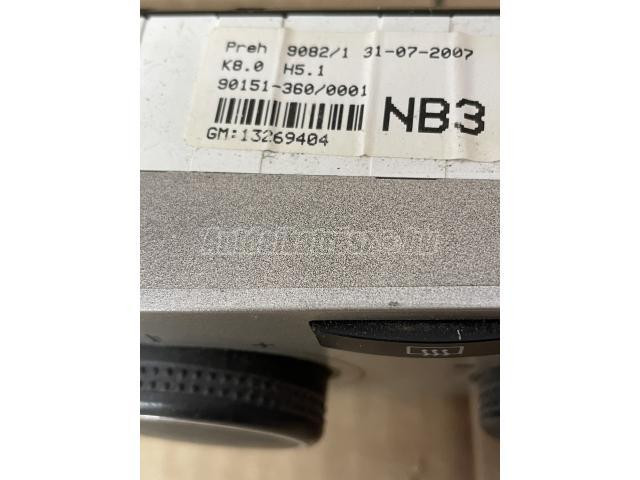 Preh 9082/1 31-07-2007
K8.0 H5.1
90151-360/0001
NB3
GM:13269404